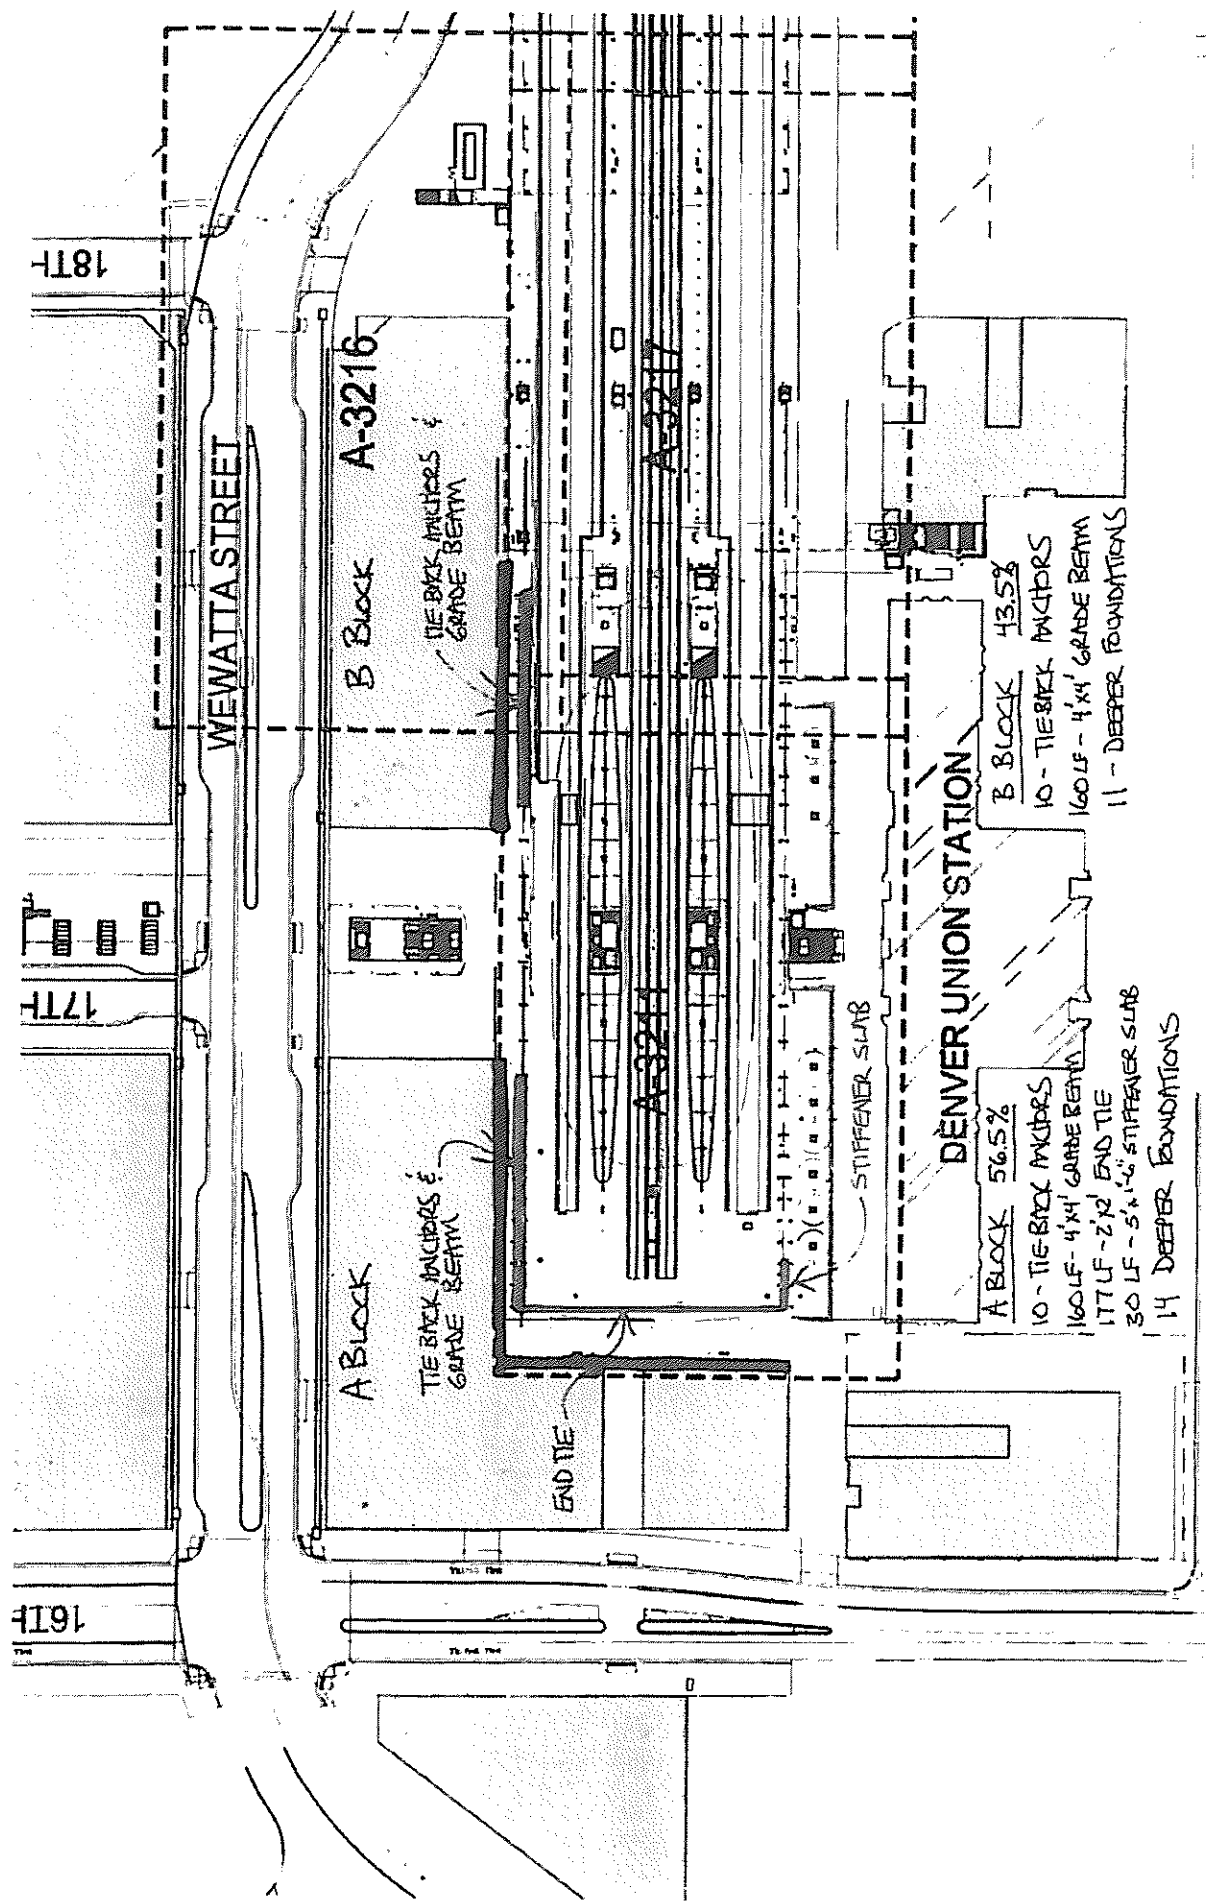 16TH
17TH
18TH
WEWATTA STREET
A BLOCK
B BLOCK
A-3216
TIE BACK ANCHORS &
GRADE BEAM
TIE BACK ANCHORS &
GRADE BEAM
END TIE
A-3217
STIFFENER SLAB
DENVER UNION STATION
A BLOCK 56.5%
10 - TIE BACK ANCHORS
160 LF - 4'x4' GRADE BEAM
177 LF - 2'x2' END TIE
30 LF - 5'x1'-6" STIFFENER SLAB
14 DEEPER FOUNDATIONS
B BLOCK 43.5%
10 - TIE BACK ANCHORS
160 LF - 4'x4' GRADE BEAM
11 - DEEPER FOUNDATIONS